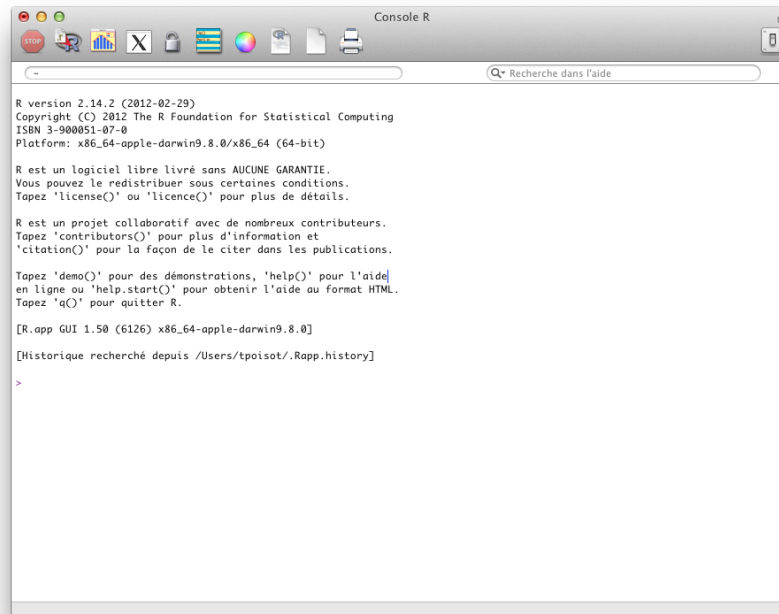 Console R
STOP
~
Recherche dans l'aide
R version 2.14.2 (2012-02-29)
Copyright (C) 2012 The R Foundation for Statistical Computing
ISBN 3-900051-07-0
Platform: x86_64-apple-darwin9.8.0/x86_64 (64-bit)
R est un logiciel libre livré sans AUCUNE GARANTIE.
Vous pouvez le redistribuer sous certaines conditions.
Tapez 'license()' ou 'licence()' pour plus de détails.
R est un projet collaboratif avec de nombreux contributeurs.
Tapez 'contributors()' pour plus d'information et
'citation()' pour la façon de le citer dans les publications.
Tapez 'demo()' pour des démonstrations, 'help()' pour l'aide
en ligne ou 'help.start()' pour obtenir l'aide au format HTML.
Tapez 'q()' pour quitter R.
[R.app GUI 1.50 (6126) x86_64-apple-darwin9.8.0]
[Historique recherché depuis /Users/tpoisot/.Rapp.history]
>